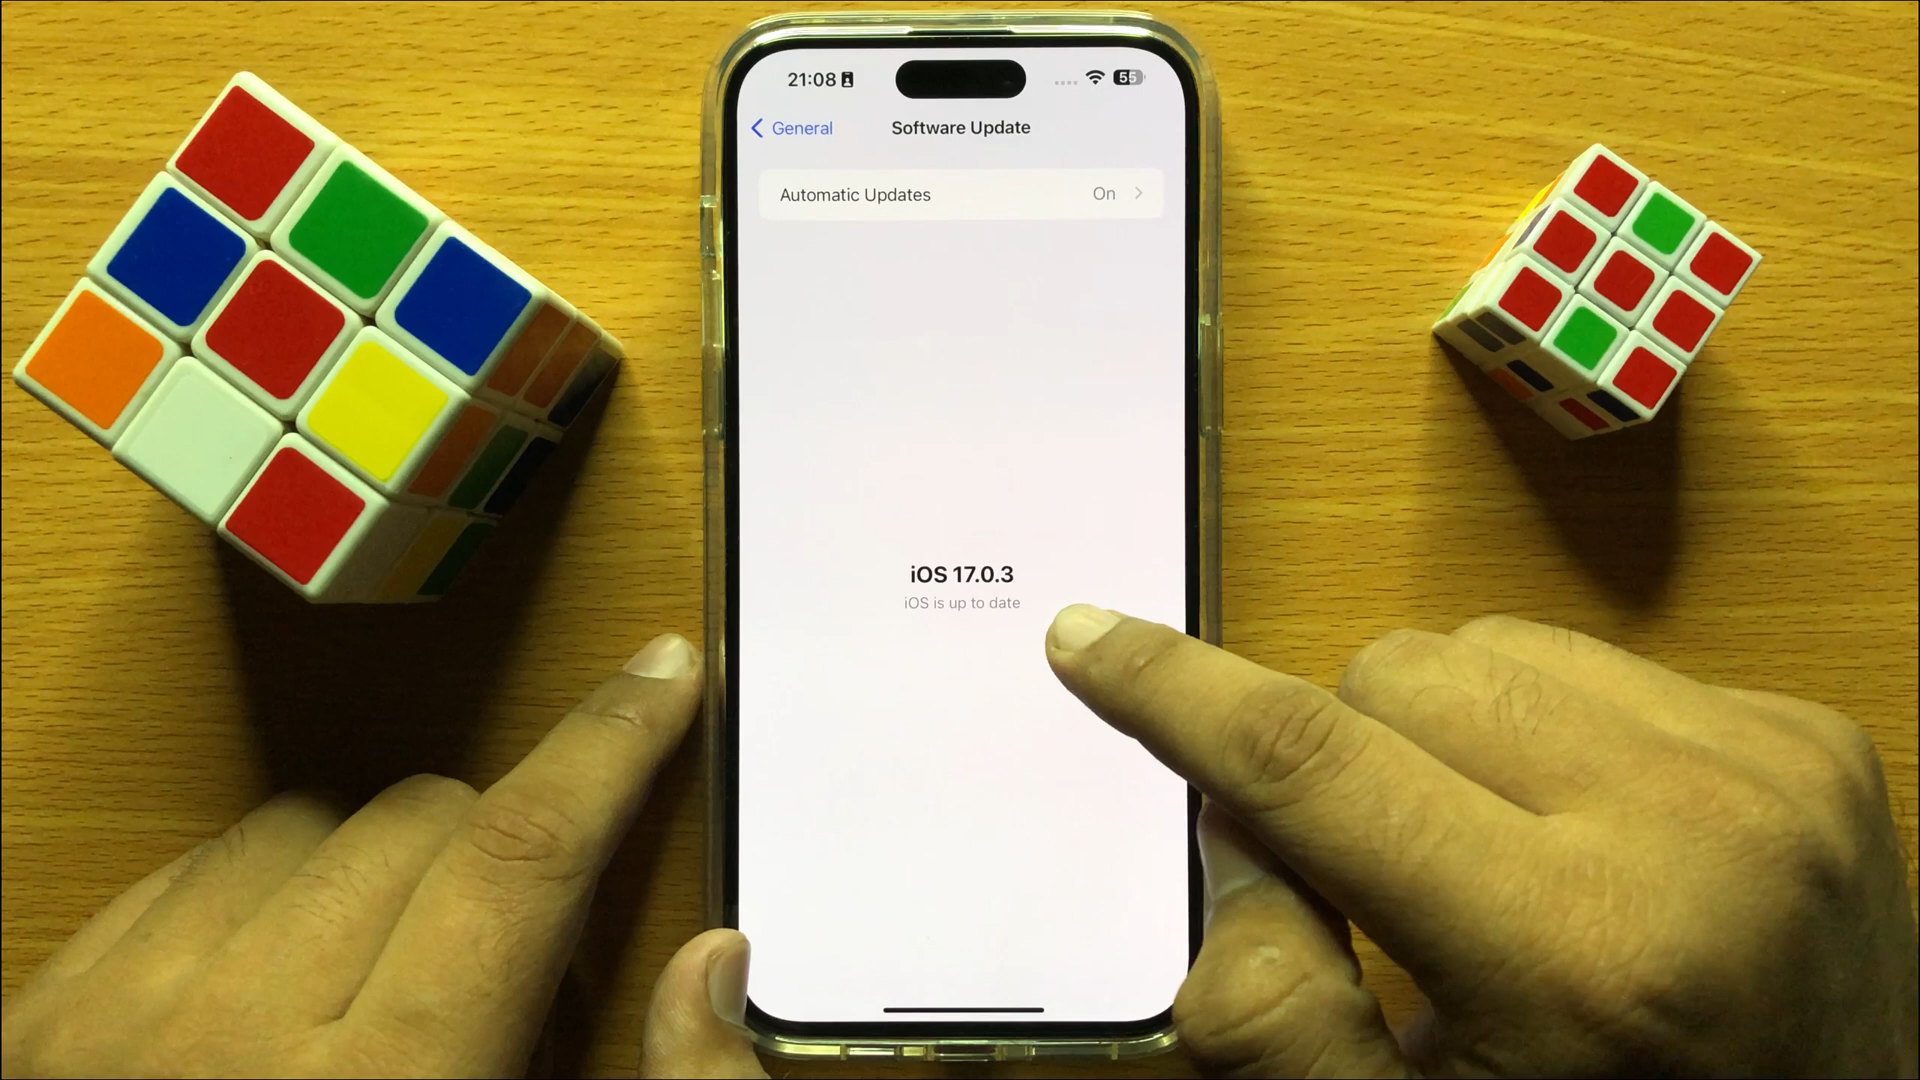 21:08
55
General
Software Update
Automatic Updates On
iOS 17.0.3
iOS is up to date